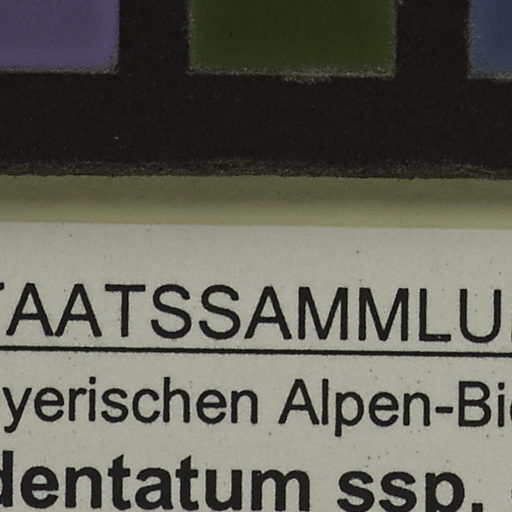 TAATSSAMMLU
yerischen Alpen-Bi
dentatum ssp.